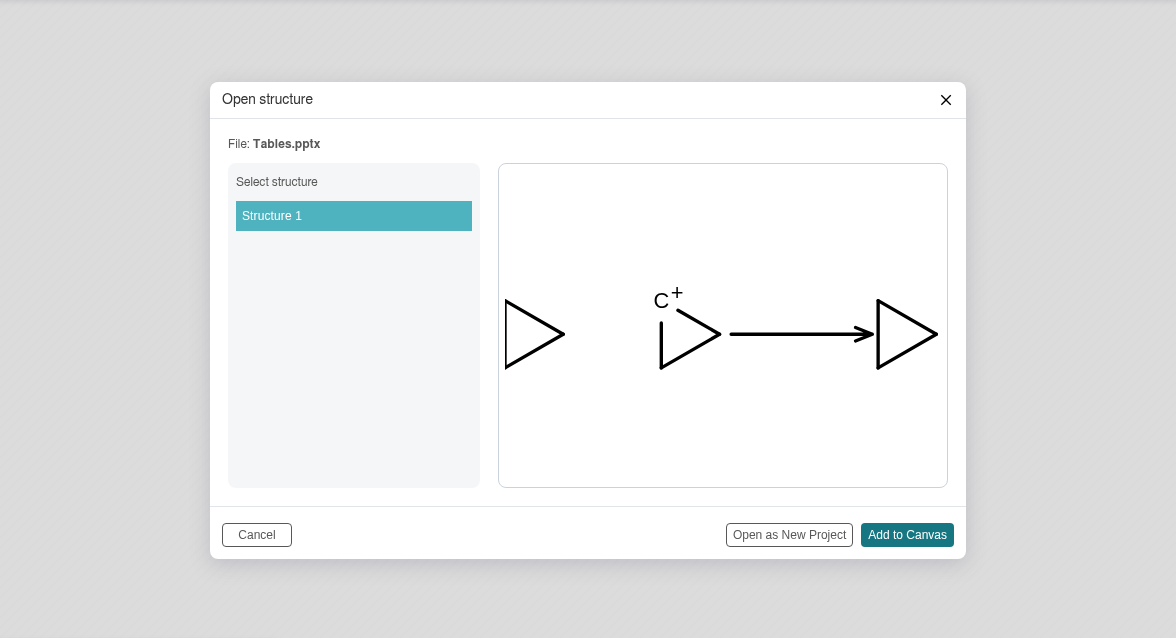 Open structure
File: Tables.pptx
Select structure
Structure 1
C+
Cancel
Open as New Project
Add to Canvas